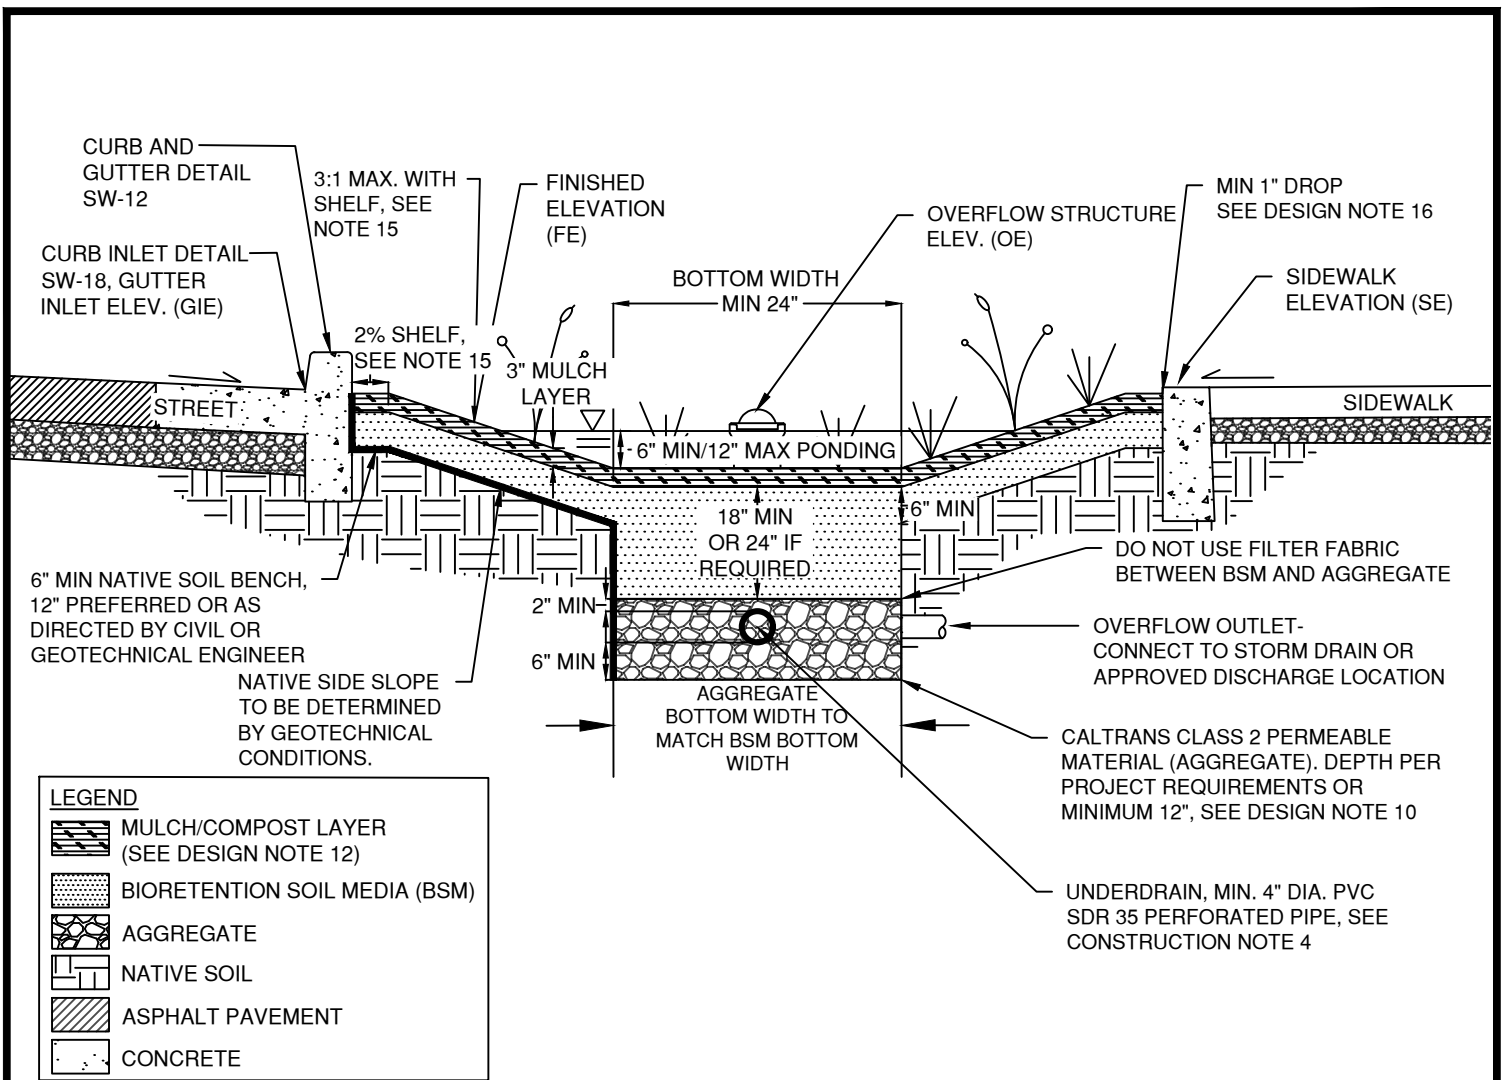 CURB AND
GUTTER DETAIL
SW-12
3:1 MAX. WITH
SHELF, SEE
NOTE 15
FINISHED
ELEVATION
(FE)
OVERFLOW STRUCTURE
ELEV. (OE)
MIN 1" DROP
SEE DESIGN NOTE 16
CURB INLET DETAIL
SW-18, GUTTER
INLET ELEV. (GIE)
BOTTOM WIDTH
MIN 24"
SIDEWALK
ELEVATION (SE)
2% SHELF,
SEE NOTE 15
3" MULCH
LAYER
STREET
SIDEWALK
6" MIN/12" MAX PONDING
18" MIN
OR 24" IF
REQUIRED
6" MIN
DO NOT USE FILTER FABRIC
BETWEEN BSM AND AGGREGATE
6" MIN NATIVE SOIL BENCH,
12" PREFERRED OR AS
DIRECTED BY CIVIL OR
GEOTECHNICAL ENGINEER
2" MIN
6" MIN
OVERFLOW OUTLET-
CONNECT TO STORM DRAIN OR
APPROVED DISCHARGE LOCATION
NATIVE SIDE SLOPE
TO BE DETERMINED
BY GEOTECHNICAL
CONDITIONS.
AGGREGATE
BOTTOM WIDTH TO
MATCH BSM BOTTOM
WIDTH
CALTRANS CLASS 2 PERMEABLE
MATERIAL (AGGREGATE). DEPTH PER
PROJECT REQUIREMENTS OR
MINIMUM 12", SEE DESIGN NOTE 10
UNDERDRAIN, MIN. 4" DIA. PVC
SDR 35 PERFORATED PIPE, SEE
CONSTRUCTION NOTE 4
LEGEND
MULCH/COMPOST LAYER
(SEE DESIGN NOTE 12)
BIORETENTION SOIL MEDIA (BSM)
AGGREGATE
NATIVE SOIL
ASPHALT PAVEMENT
CONCRETE